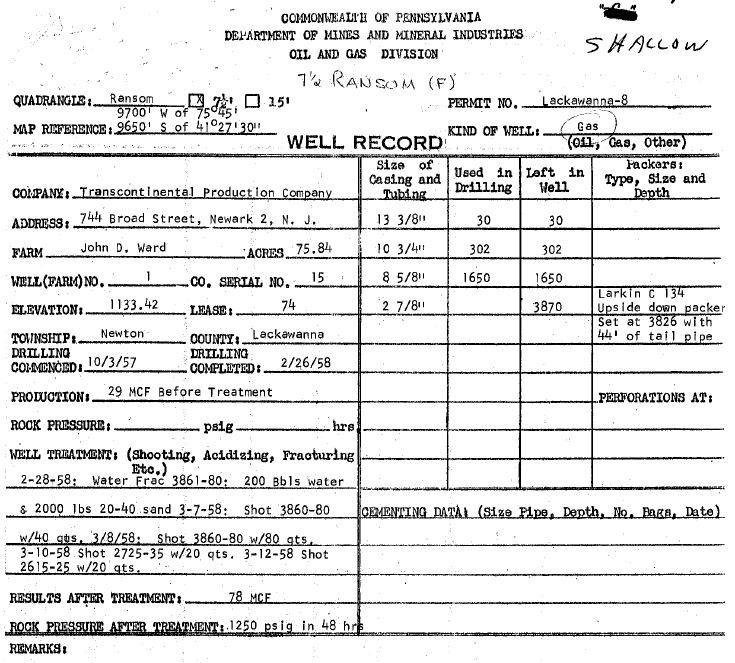 COMMONWEALTH OF PENNSYLVANIA
DEPARTMENT OF MINES AND MINERAL INDUSTRIES
OIL AND GAS DIVISION
SHALLOW
7½ RANSOM (F)
QUADRANGLE: Ransom X 7½' 15'
PERMIT NO. Lackawanna-8
9700' W of 75°45'
MAP REFERENCE: 9650' S of 41°27'30"
KIND OF WELL: Gas
(Oil, Gas, Other)
WELL RECORD
Size of Casing and Tubing Used in Drilling Left in Well Packers: Type, Size and Depth
COMPANY: Transcontinental Production Company
ADDRESS: 744 Broad Street, Newark 2, N. J. 13 3/8" 30 30
FARM John D. Ward ACRES 75.84 10 3/4" 302 302
WELL(FARM)NO. 1 CO. SERIAL NO. 15 8 5/8" 1650 1650
ELEVATION: 1133.42 LEASE: 74 2 7/8" 3870
Larkin C 134
Upside down packer
Set at 3826 with
44' of tail pipe
TOWNSHIP: Newton COUNTY: Lackawanna
DRILLING COMMENCED: 10/3/57 DRILLING COMPLETED: 2/26/58
PRODUCTION: 29 MCF Before Treatment
PERFORATIONS AT:
ROCK PRESSURE: psig hrs
WELL TREATMENT: (Shooting, Acidizing, Fracturing
Etc.)
2-28-58: Water Frac 3861-80: 200 Bbls water
& 2000 lbs 20-40 sand 3-7-58: Shot 3860-80
CEMENTING DATA: (Size Pipe, Depth, No. Bags, Date)
w/40 qts. 3/8/58: Shot 3860-80 w/80 qts.
3-10-58 Shot 2725-35 w/20 qts. 3-12-58 Shot
2615-25 w/20 qts.
RESULTS AFTER TREATMENT: 78 MCF
ROCK PRESSURE AFTER TREATMENT: 1250 psig in 48 hrs
REMARKS: